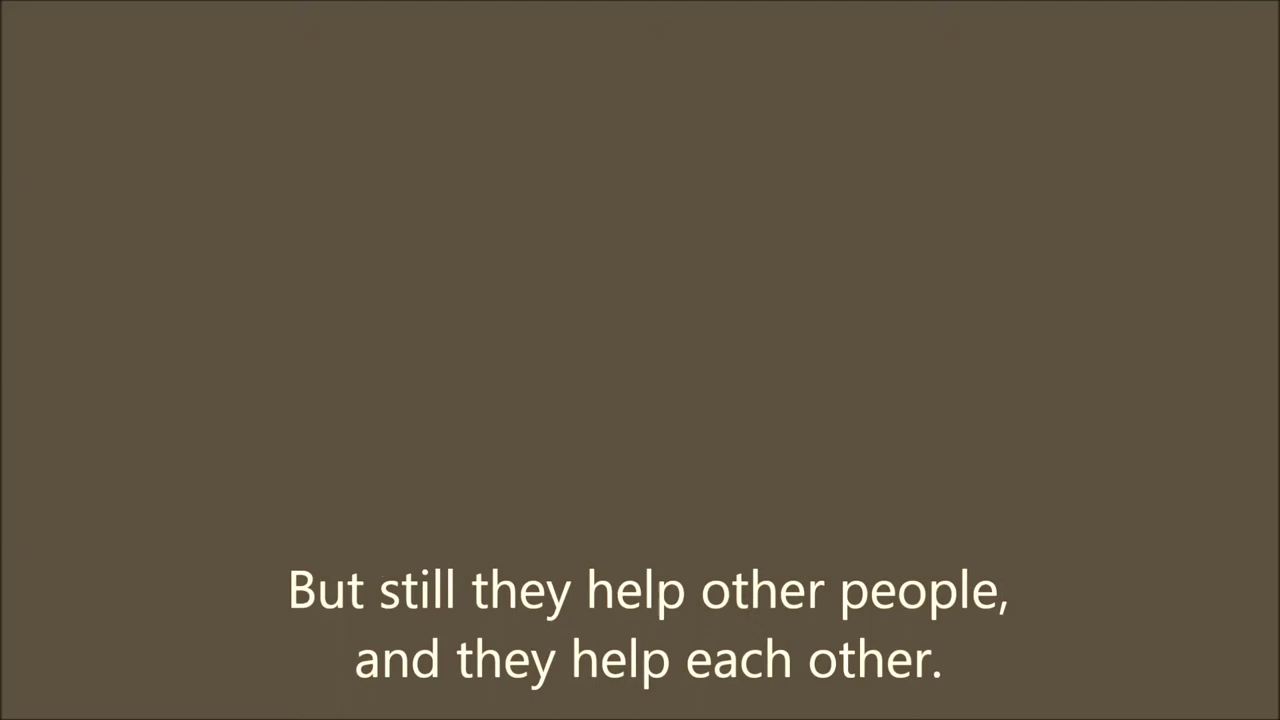 But still they help other people,
and they help each other.